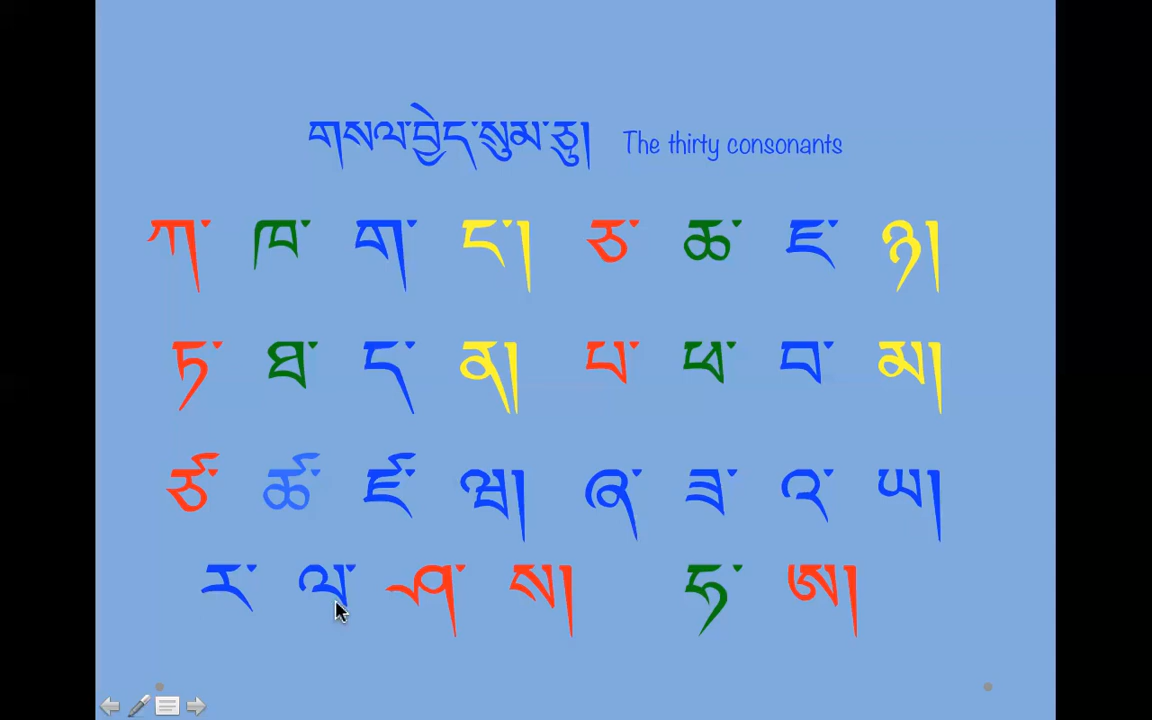 གསལ་བྱེད་སུམ་ཅུ། The thirty consonants
ཀ་ ཁ་ ག་ ང་། ཅ་ ཆ་ ཇ་ ཉ།
ཏ་ ཐ་ ད་ ན། པ་ ཕ་ བ་ མ།
ཙ་ ཚ་ ཛ་ ཝ། ཞ་ ཟ་ འ་ ཡ།
ར་ ལ་ ཤ་ ས། ཧ་ ཨ།